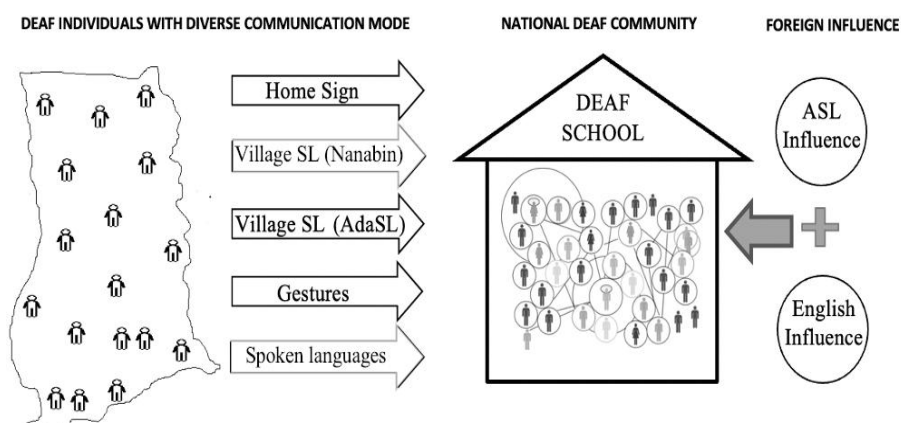 DEAF INDIVIDUALS WITH DIVERSE COMMUNICATION MODE
Home Sign
Village SL (Nanabin)
Village SL (AdaSL)
Gestures
Spoken languages
NATIONAL DEAF COMMUNITY
DEAF
SCHOOL
FOREIGN INFLUENCE
ASL
Influence
English
Influence